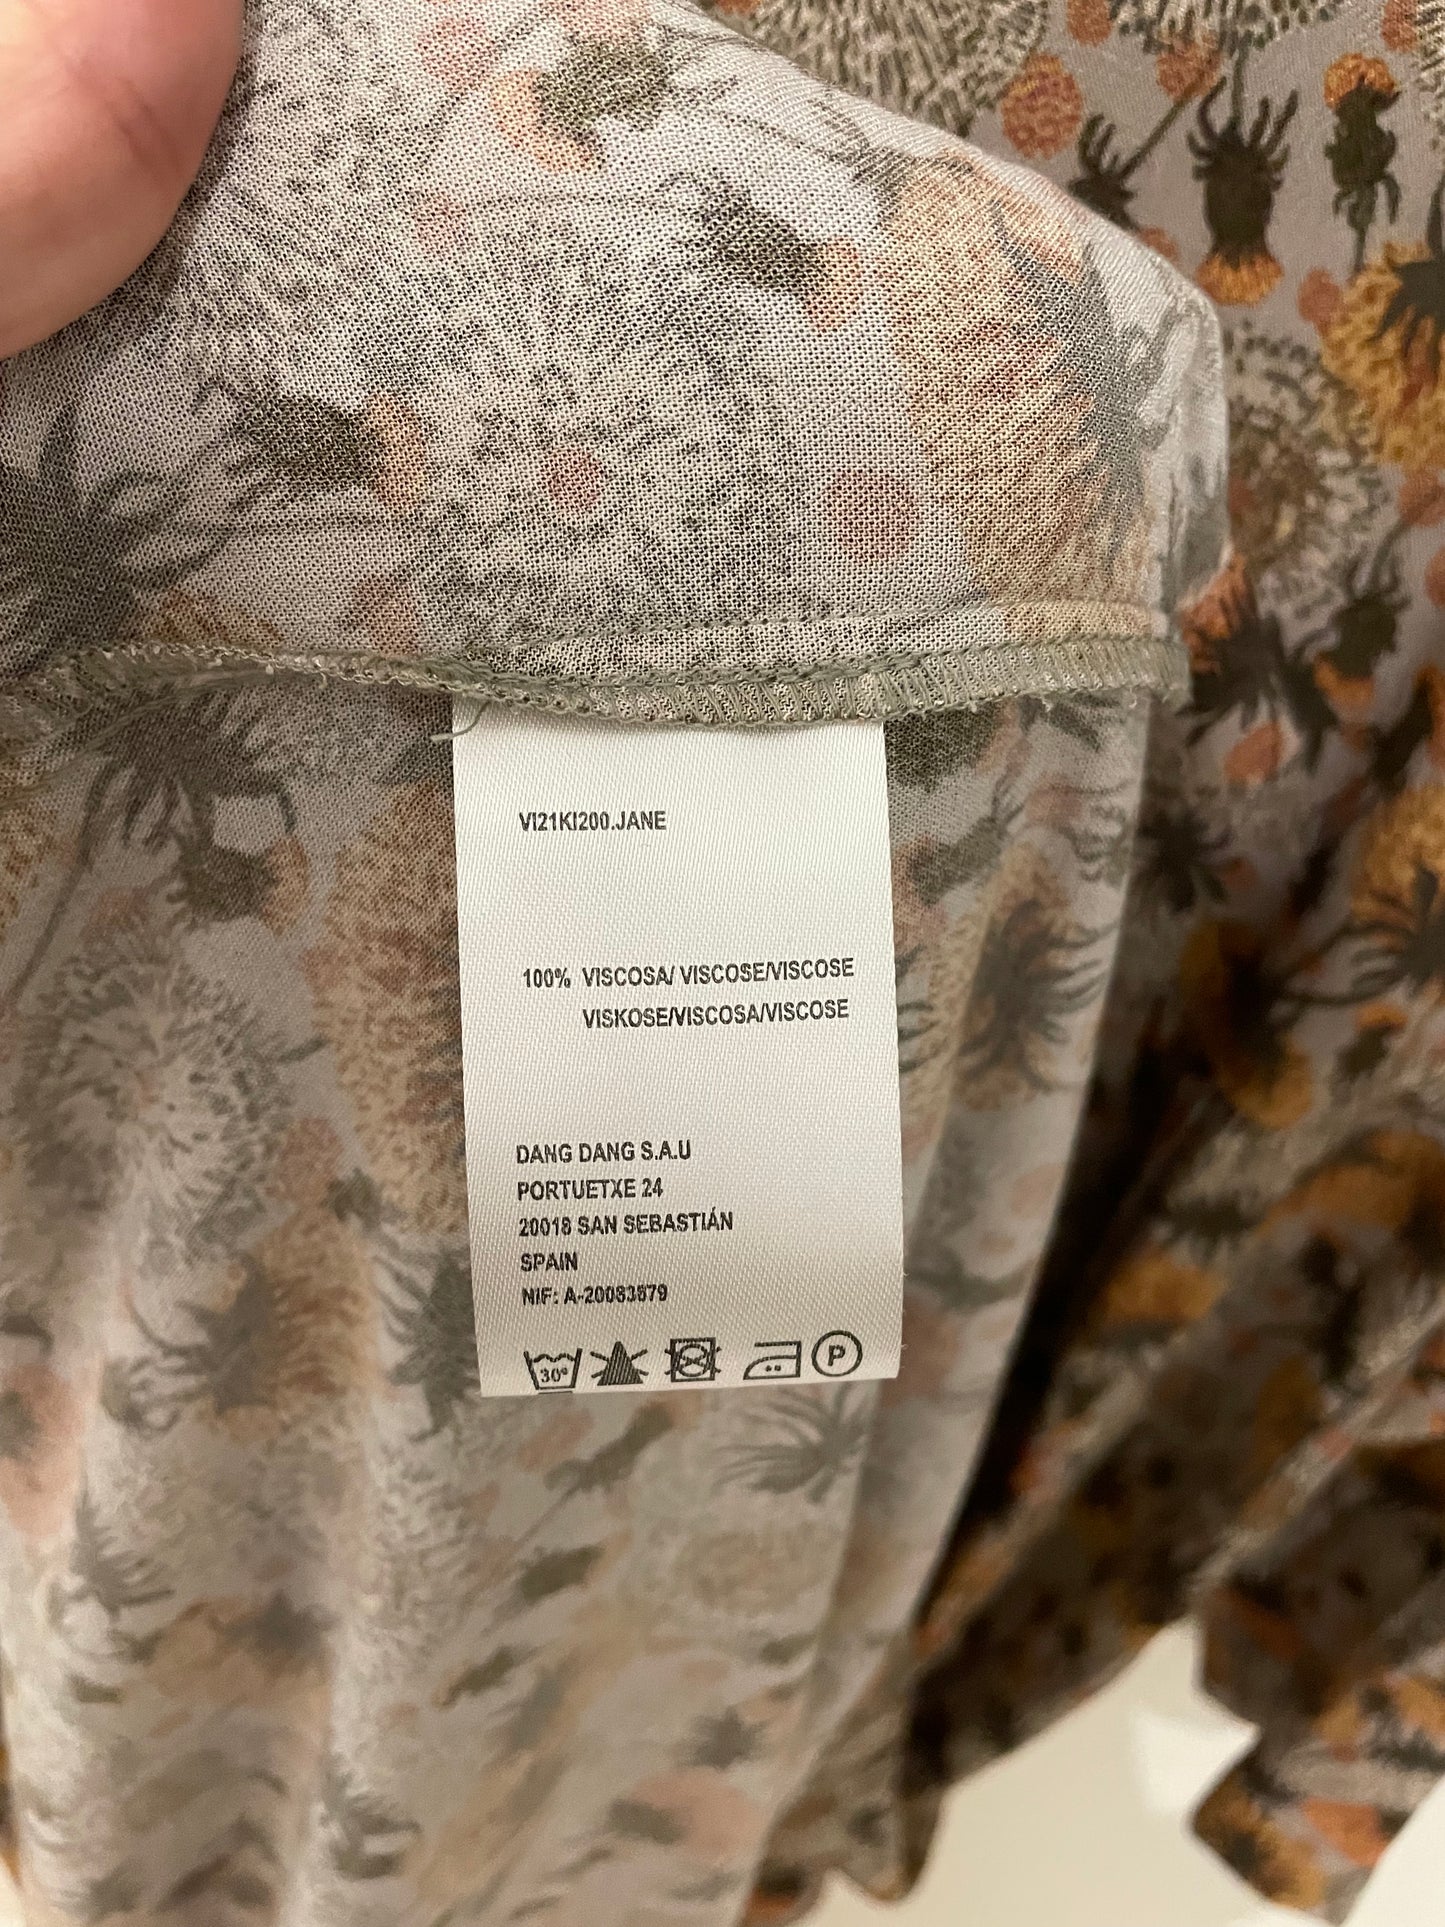 VI21KI200.JANE
100% VISCOSA/ VISCOSE/VISCOSE
VISKOSE/VISCOSA/VISCOSE
DANG DANG S.A.U
PORTUETXE 24
20018 SAN SEBASTIÁN
SPAIN
NIF: A-20083879
30° P